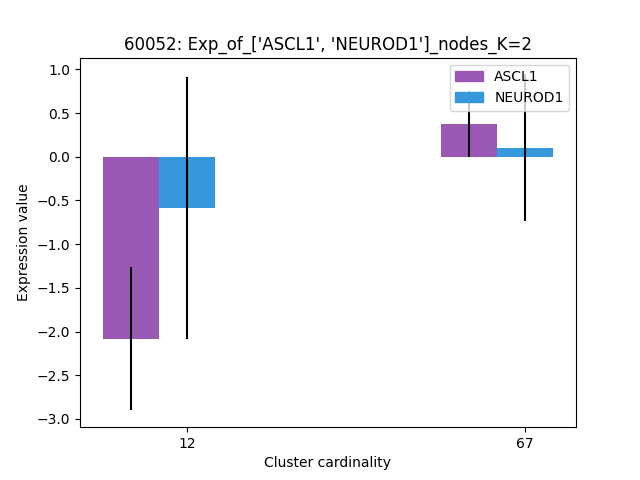 60052: Exp_of_['ASCL1', 'NEUROD1']_nodes_K=2
ASCL1
NEUROD1
1.0
0.5
0.0
−0.5
−1.0
−1.5
−2.0
−2.5
−3.0
Expression value
12
67
Cluster cardinality